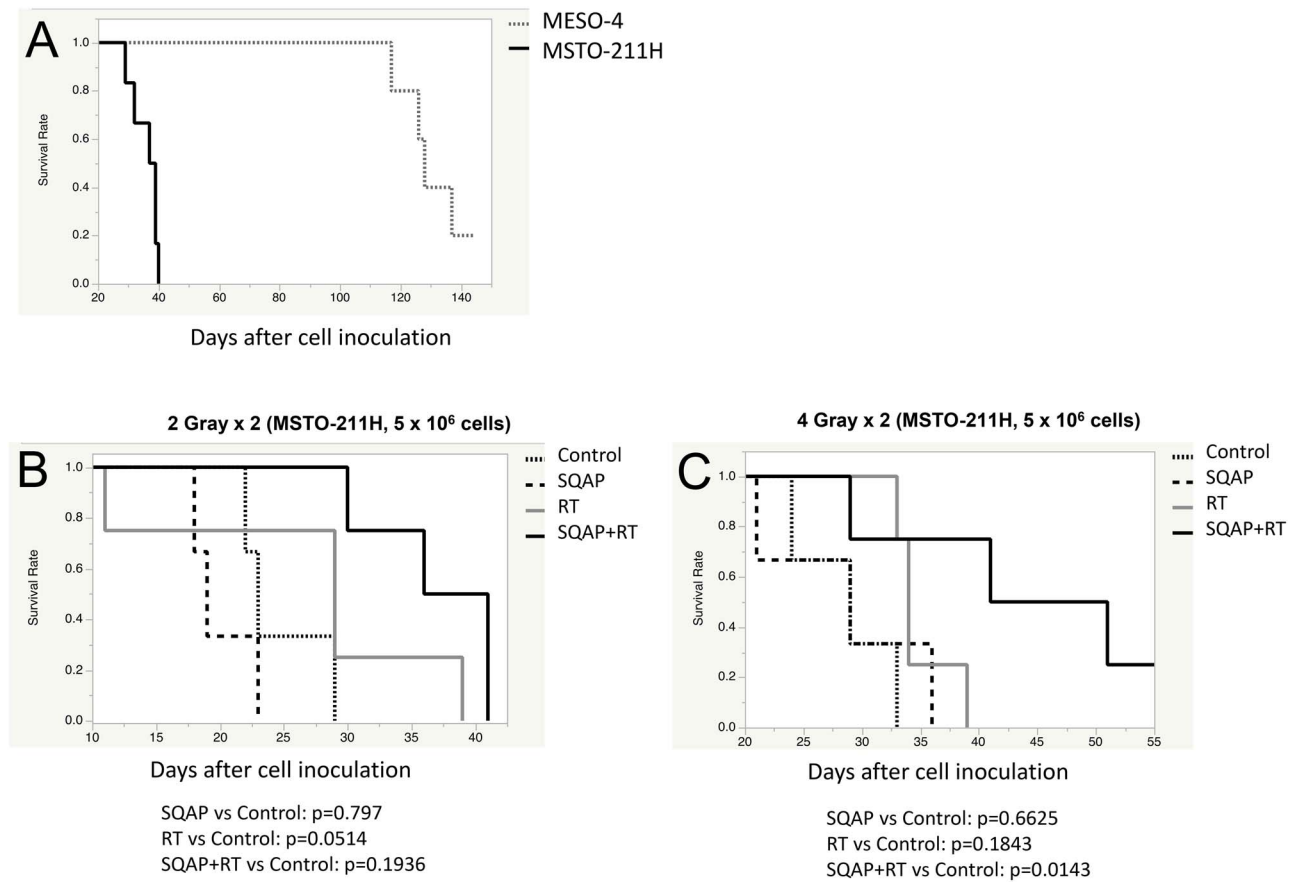 A
MESO-4
MSTO-211H
Survival Rate
1.0
0.8
0.6
0.4
0.2
0.0
20 40 60 80 100 120 140
Days after cell inoculation
2 Gray x 2 (MSTO-211H, 5 x 10⁶ cells)
B
Control
SQAP
RT
SQAP+RT
Survival Rate
1.0
0.8
0.6
0.4
0.2
0.0
10 15 20 25 30 35 40
Days after cell inoculation
SQAP vs Control: p=0.797
RT vs Control: p=0.0514
SQAP+RT vs Control: p=0.1936
4 Gray x 2 (MSTO-211H, 5 x 10⁶ cells)
C
Control
SQAP
RT
SQAP+RT
Survival Rate
1.0
0.8
0.6
0.4
0.2
0.0
20 25 30 35 40 45 50 55
Days after cell inoculation
SQAP vs Control: p=0.6625
RT vs Control: p=0.1843
SQAP+RT vs Control: p=0.0143